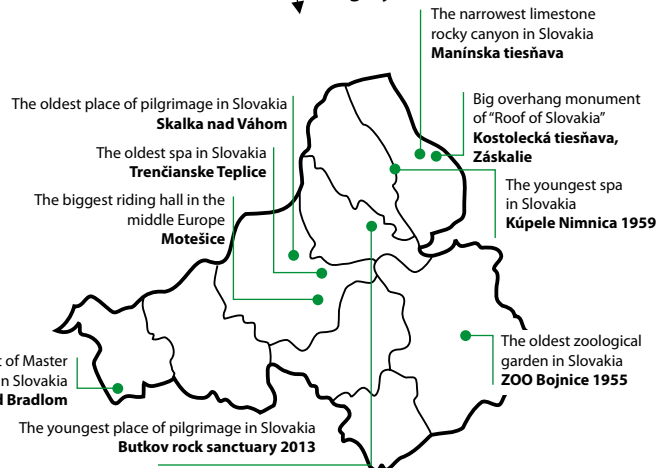 The narrowest limestone
rocky canyon in Slovakia
Manínska tiesňava
The oldest place of pilgrimage in Slovakia
Skalka nad Váhom
Big overhang monument
of “Roof of Slovakia”
Kostolecká tiesňava,
Záskalie
The oldest spa in Slovakia
Trenčianske Teplice
The youngest spa
in Slovakia
Kúpele Nimnica 1959
The biggest riding hall in the
middle Europe
Motešice
The oldest zoological
garden in Slovakia
ZOO Bojnice 1955
of Master
in Slovakia
Bradlom
The youngest place of pilgrimage in Slovakia
Butkov rock sanctuary 2013